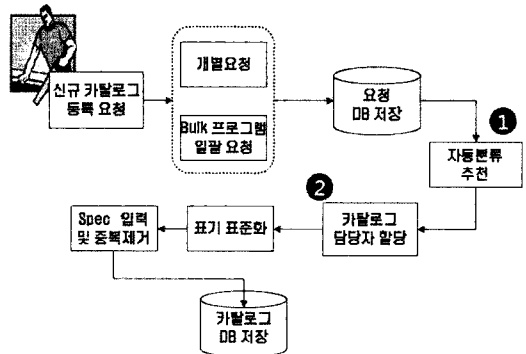 신규 카탈로그
등록 요청
개별요청
Bulk 프로그램
일괄 요청
요청
DB 저장
1
자동분류
추천
2
카탈로그
담당자 할당
표기 표준화
Spec 입력
및 중복제거
카탈로그
DB 저장